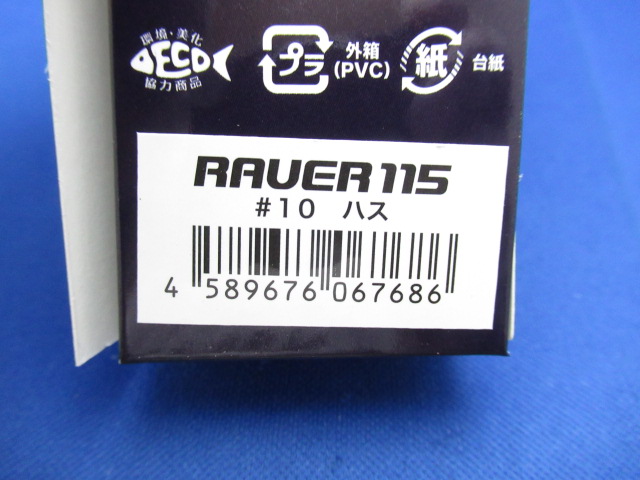 環境・美化
ECO
協力商品
プラ
外箱
(PVC)
紙
台紙
RAUER 115
#10 ハス
4 589676 067686